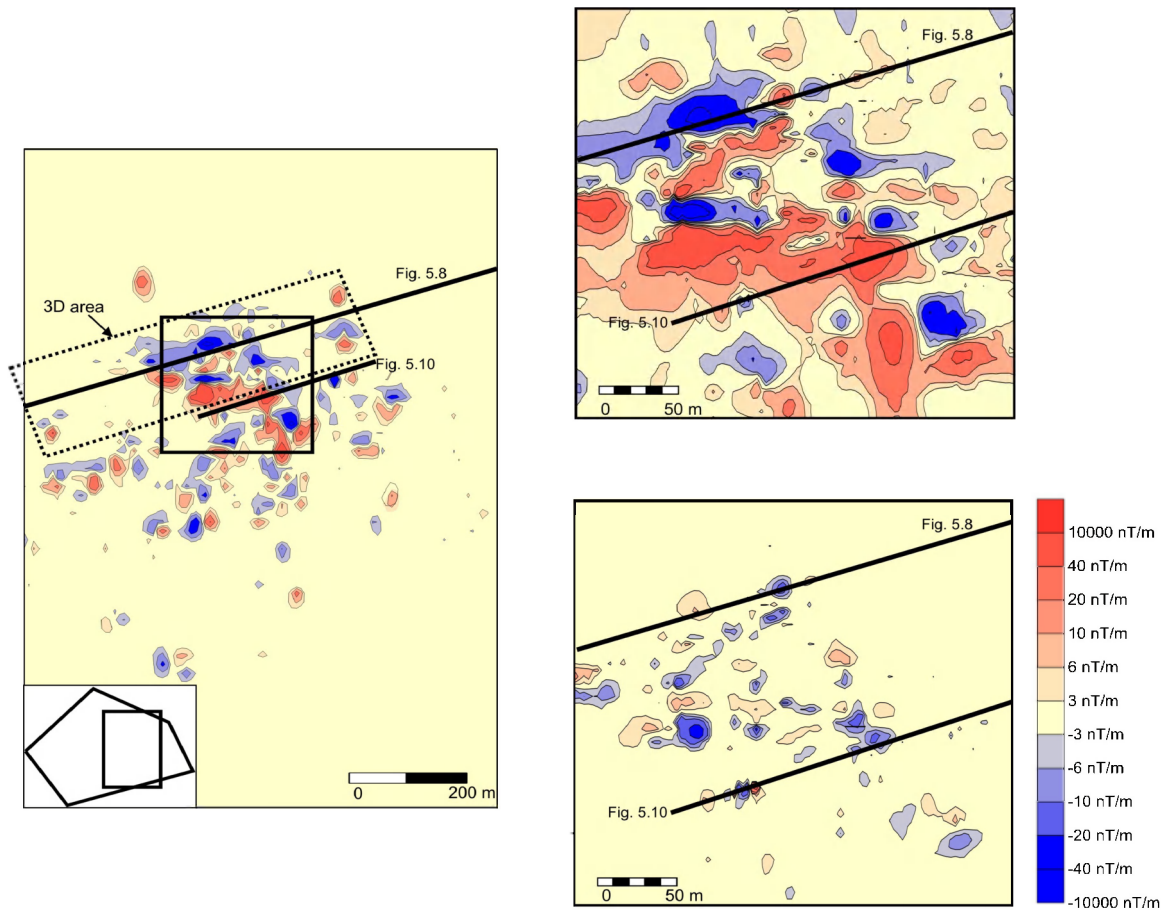 3D area
Fig. 5.8
Fig. 5.10
0 200 m
Fig. 5.8
Fig. 5.10
0 50 m
Fig. 5.8
Fig. 5.10
0 50 m
10000 nT/m
40 nT/m
20 nT/m
10 nT/m
6 nT/m
3 nT/m
-3 nT/m
-6 nT/m
-10 nT/m
-20 nT/m
-40 nT/m
-10000 nT/m